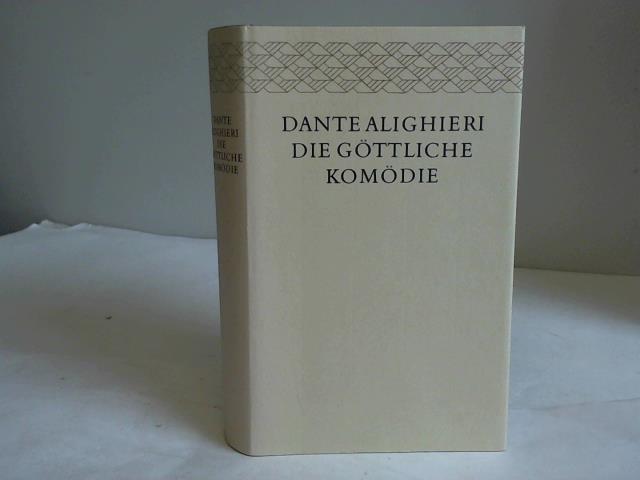 DANTE ALIGHIERI
DIE GÖTTLICHE
KOMÖDIE
DANTE
ALIGHIERI
DIE
GÖTTLICHE
KOMÖDIE